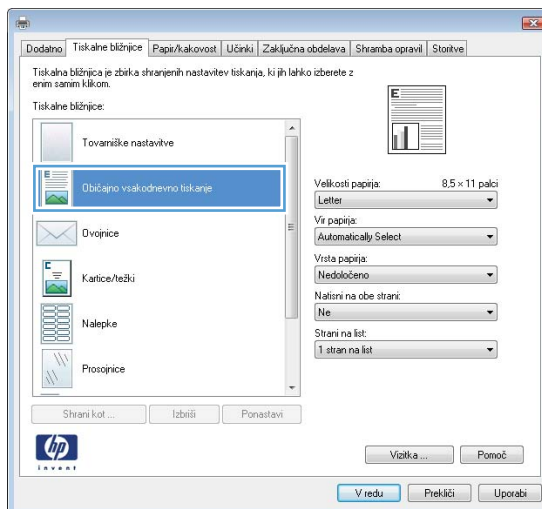 Dodatno Tiskalne bližnjice Papir/kakovost Učinki Zaključna obdelava Shramba opravil Storitve
Tiskalna bližnjica je zbirka shranjenih nastavitev tiskanja, ki jih lahko izberete z
enim samim klikom.
Tiskalne bližnjice:
Tovarniške nastavitve
E
Običajno vsakodnevno tiskanje
Ovojnice
C
Kartice/težki
Nalepke
Prosojnice
Shrani kot ... Izbriši Ponastavi
E
Velikosti papirja: 8,5 × 11 palci
Letter
Vir papirja:
Automatically Select
Vrsta papirja:
Nedoločeno
Natisni na obe strani:
Ne
Strani na list:
1 stran na list
hp
invent
Vizitka ... Pomoč
V redu Prekliči Uporabi